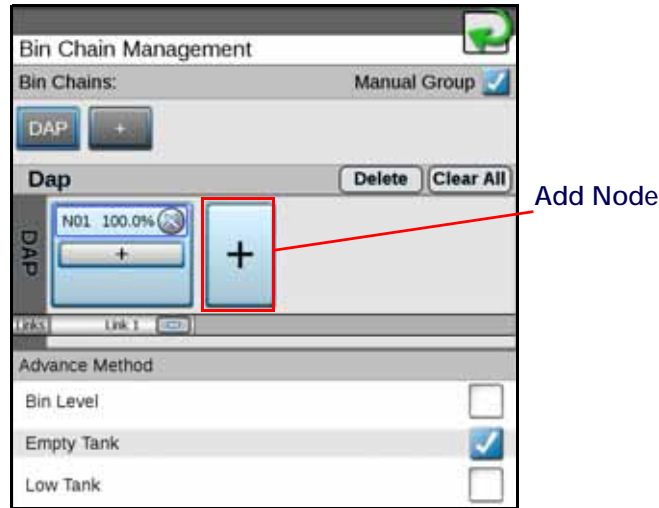 Bin Chain Management
Bin Chains: Manual Group
DAP +
Dap Delete Clear All
Add Node
DAP
N01 100.0%
+
+
Links Link 1
Advance Method
Bin Level
Empty Tank
Low Tank